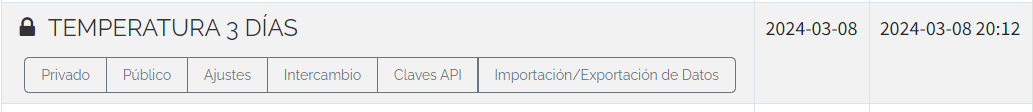 TEMPERATURA 3 DÍAS 2024-03-08 2024-03-08 20:12
Privado Público Ajustes Intercambio Claves API Importación/Exportación de Datos